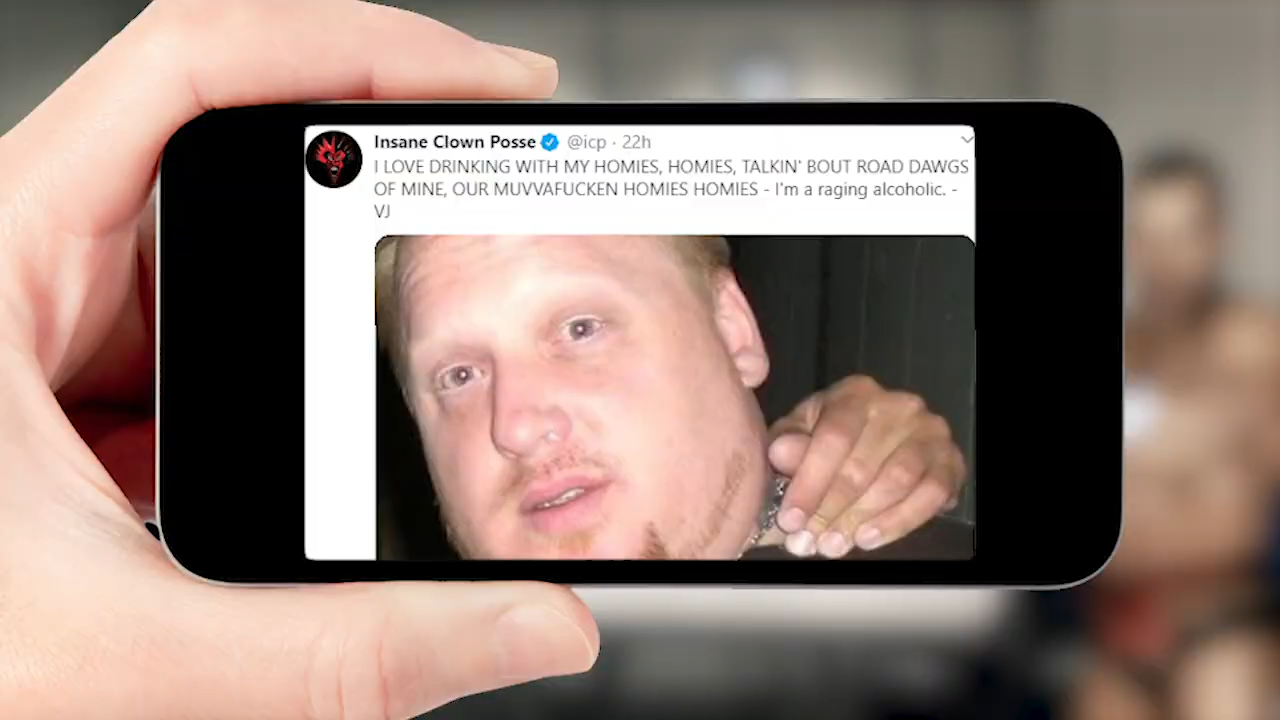 Insane Clown Posse @icp · 22h
I LOVE DRINKING WITH MY HOMIES, HOMIES, TALKIN' BOUT ROAD DAWGS
OF MINE, OUR MUVVAFUCKEN HOMIES HOMIES - I'm a raging alcoholic. -
VJ